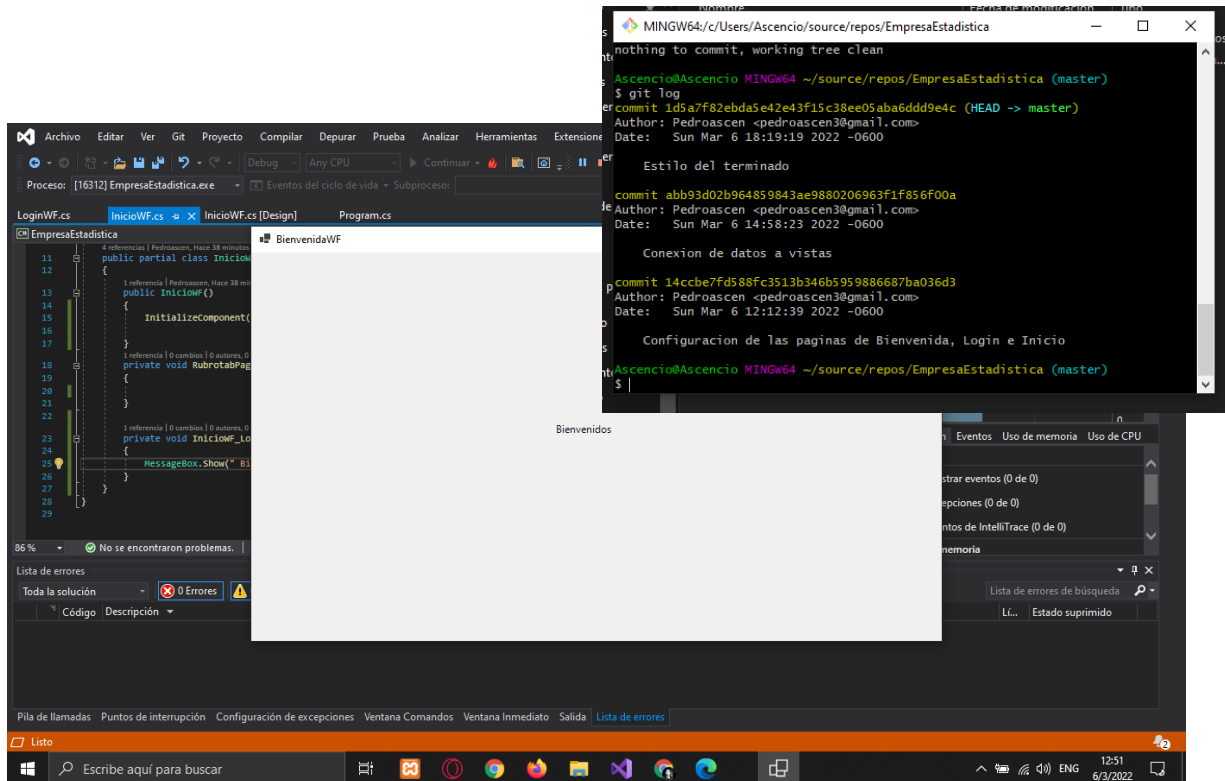 Nombre
Fecha de modificación
Tipo
MINGW64:/c/Users/Ascencio/source/repos/EmpresaEstadistica
nothing to commit, working tree clean
Ascencio@Ascencio MINGW64 ~/source/repos/EmpresaEstadistica (master)
$ git log
commit 1d5a7f82ebda5e42e43f15c38ee05aba6ddd9e4c (HEAD -> master)
Author: Pedroascen <pedroascen3@gmail.com>
Date:   Sun Mar 6 18:19:19 2022 -0600
Estilo del terminado
commit abb93d02b964859843ae9880206963f1f856f00a
Author: Pedroascen <pedroascen3@gmail.com>
Date:   Sun Mar 6 14:58:23 2022 -0600
Conexion de datos a vistas
commit 14ccbe7fd588fc3513b346b5959886687ba036d3
Author: Pedroascen <pedroascen3@gmail.com>
Date:   Sun Mar 6 12:12:39 2022 -0600
Configuracion de las paginas de Bienvenida, Login e Inicio
Ascencio@Ascencio MINGW64 ~/source/repos/EmpresaEstadistica (master)
$
Archivo Editar Ver Git Proyecto Compilar Depurar Prueba Analizar Herramientas Extensione
Debug Any CPU Continuar
Proceso: [16312] EmpresaEstadistica.exe Eventos del ciclo de vida Subproceso:
LoginWF.cs InicioWF.cs InicioWF.cs [Design] Program.cs
C# EmpresaEstadistica
4 referencias | Pedroascen, Hace 38 minutos
11 public partial class InicioW
12 {
1 referencia | Pedroascen, Hace 38 mi
13 public InicioWF()
14 {
15 InitializeComponent(
16
17 }
1 referencia | 0 cambios | 0 autores, 0
18 private void RubrotabPag
19 {
20
21 }
22
1 referencia | 0 cambios | 0 autores, 0
23 private void InicioWF_Lo
24 {
25 MessageBox.Show(" Bi
26 }
27 }
28 }
29
BienvenidaWF
Bienvenidos
n Eventos Uso de memoria Uso de CPU
strar eventos (0 de 0)
epciones (0 de 0)
ntos de IntelliTrace (0 de 0)
memoria
86 % No se encontraron problemas.
Lista de errores
Toda la solución 0 Errores Lista de errores de búsqueda
Código Descripción Lí... Estado suprimido
Pila de llamadas Puntos de interrupción Configuración de excepciones Ventana Comandos Ventana Inmediato Salida Lista de errores
Listo 2
Escribe aquí para buscar
ENG
12:51
6/3/2022